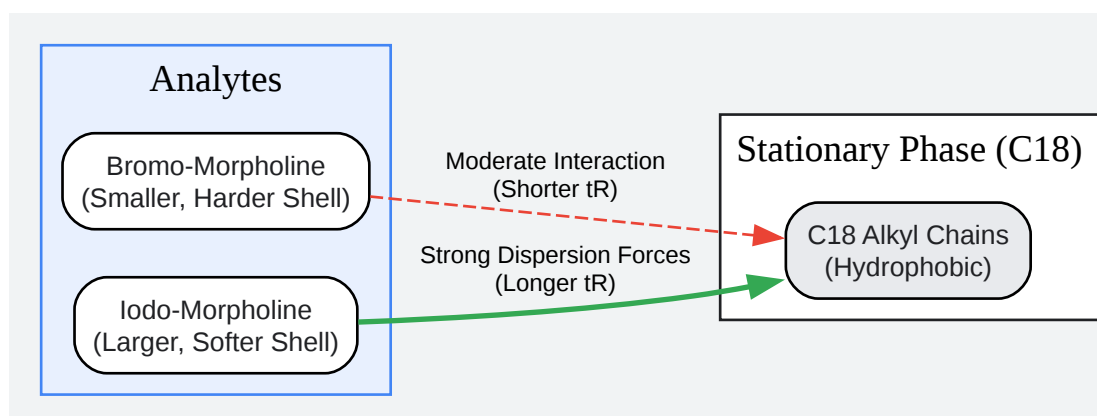 Analytes
Bromo-Morpholine
(Smaller, Harder Shell)
Iodo-Morpholine
(Larger, Softer Shell)
Moderate Interaction
(Shorter tR)
Strong Dispersion Forces
(Longer tR)
Stationary Phase (C18)
C18 Alkyl Chains
(Hydrophobic)